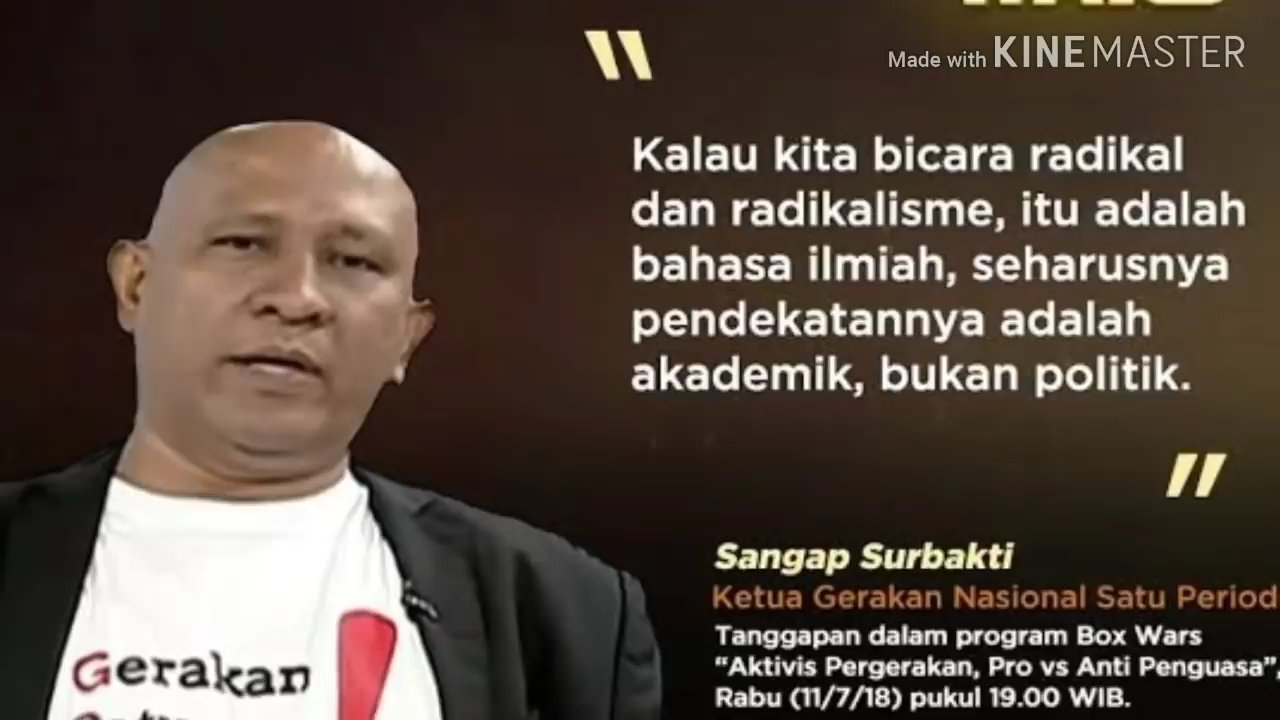 Made with KINEMASTER
Kalau kita bicara radikal
dan radikalisme, itu adalah
bahasa ilmiah, seharusnya
pendekatannya adalah
akademik, bukan politik.
Sangap Surbakti
Ketua Gerakan Nasional Satu Period
Tanggapan dalam program Box Wars
“Aktivis Pergerakan, Pro vs Anti Penguasa”,
Rabu (11/7/18) pukul 19.00 WIB.
Gerakan